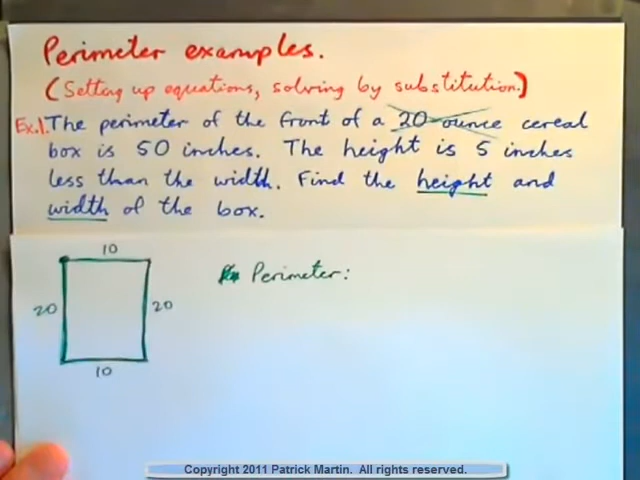 Perimeter examples.
(Setting up equations, solving by substitution.)
Ex.1. The perimeter of the front of a 20-ounce cereal
box is 50 inches. The height is 5 inches
less than the width. Find the height and
width of the box.
10
Perimeter:
20
20
10
Copyright 2011 Patrick Martin. All rights reserved.